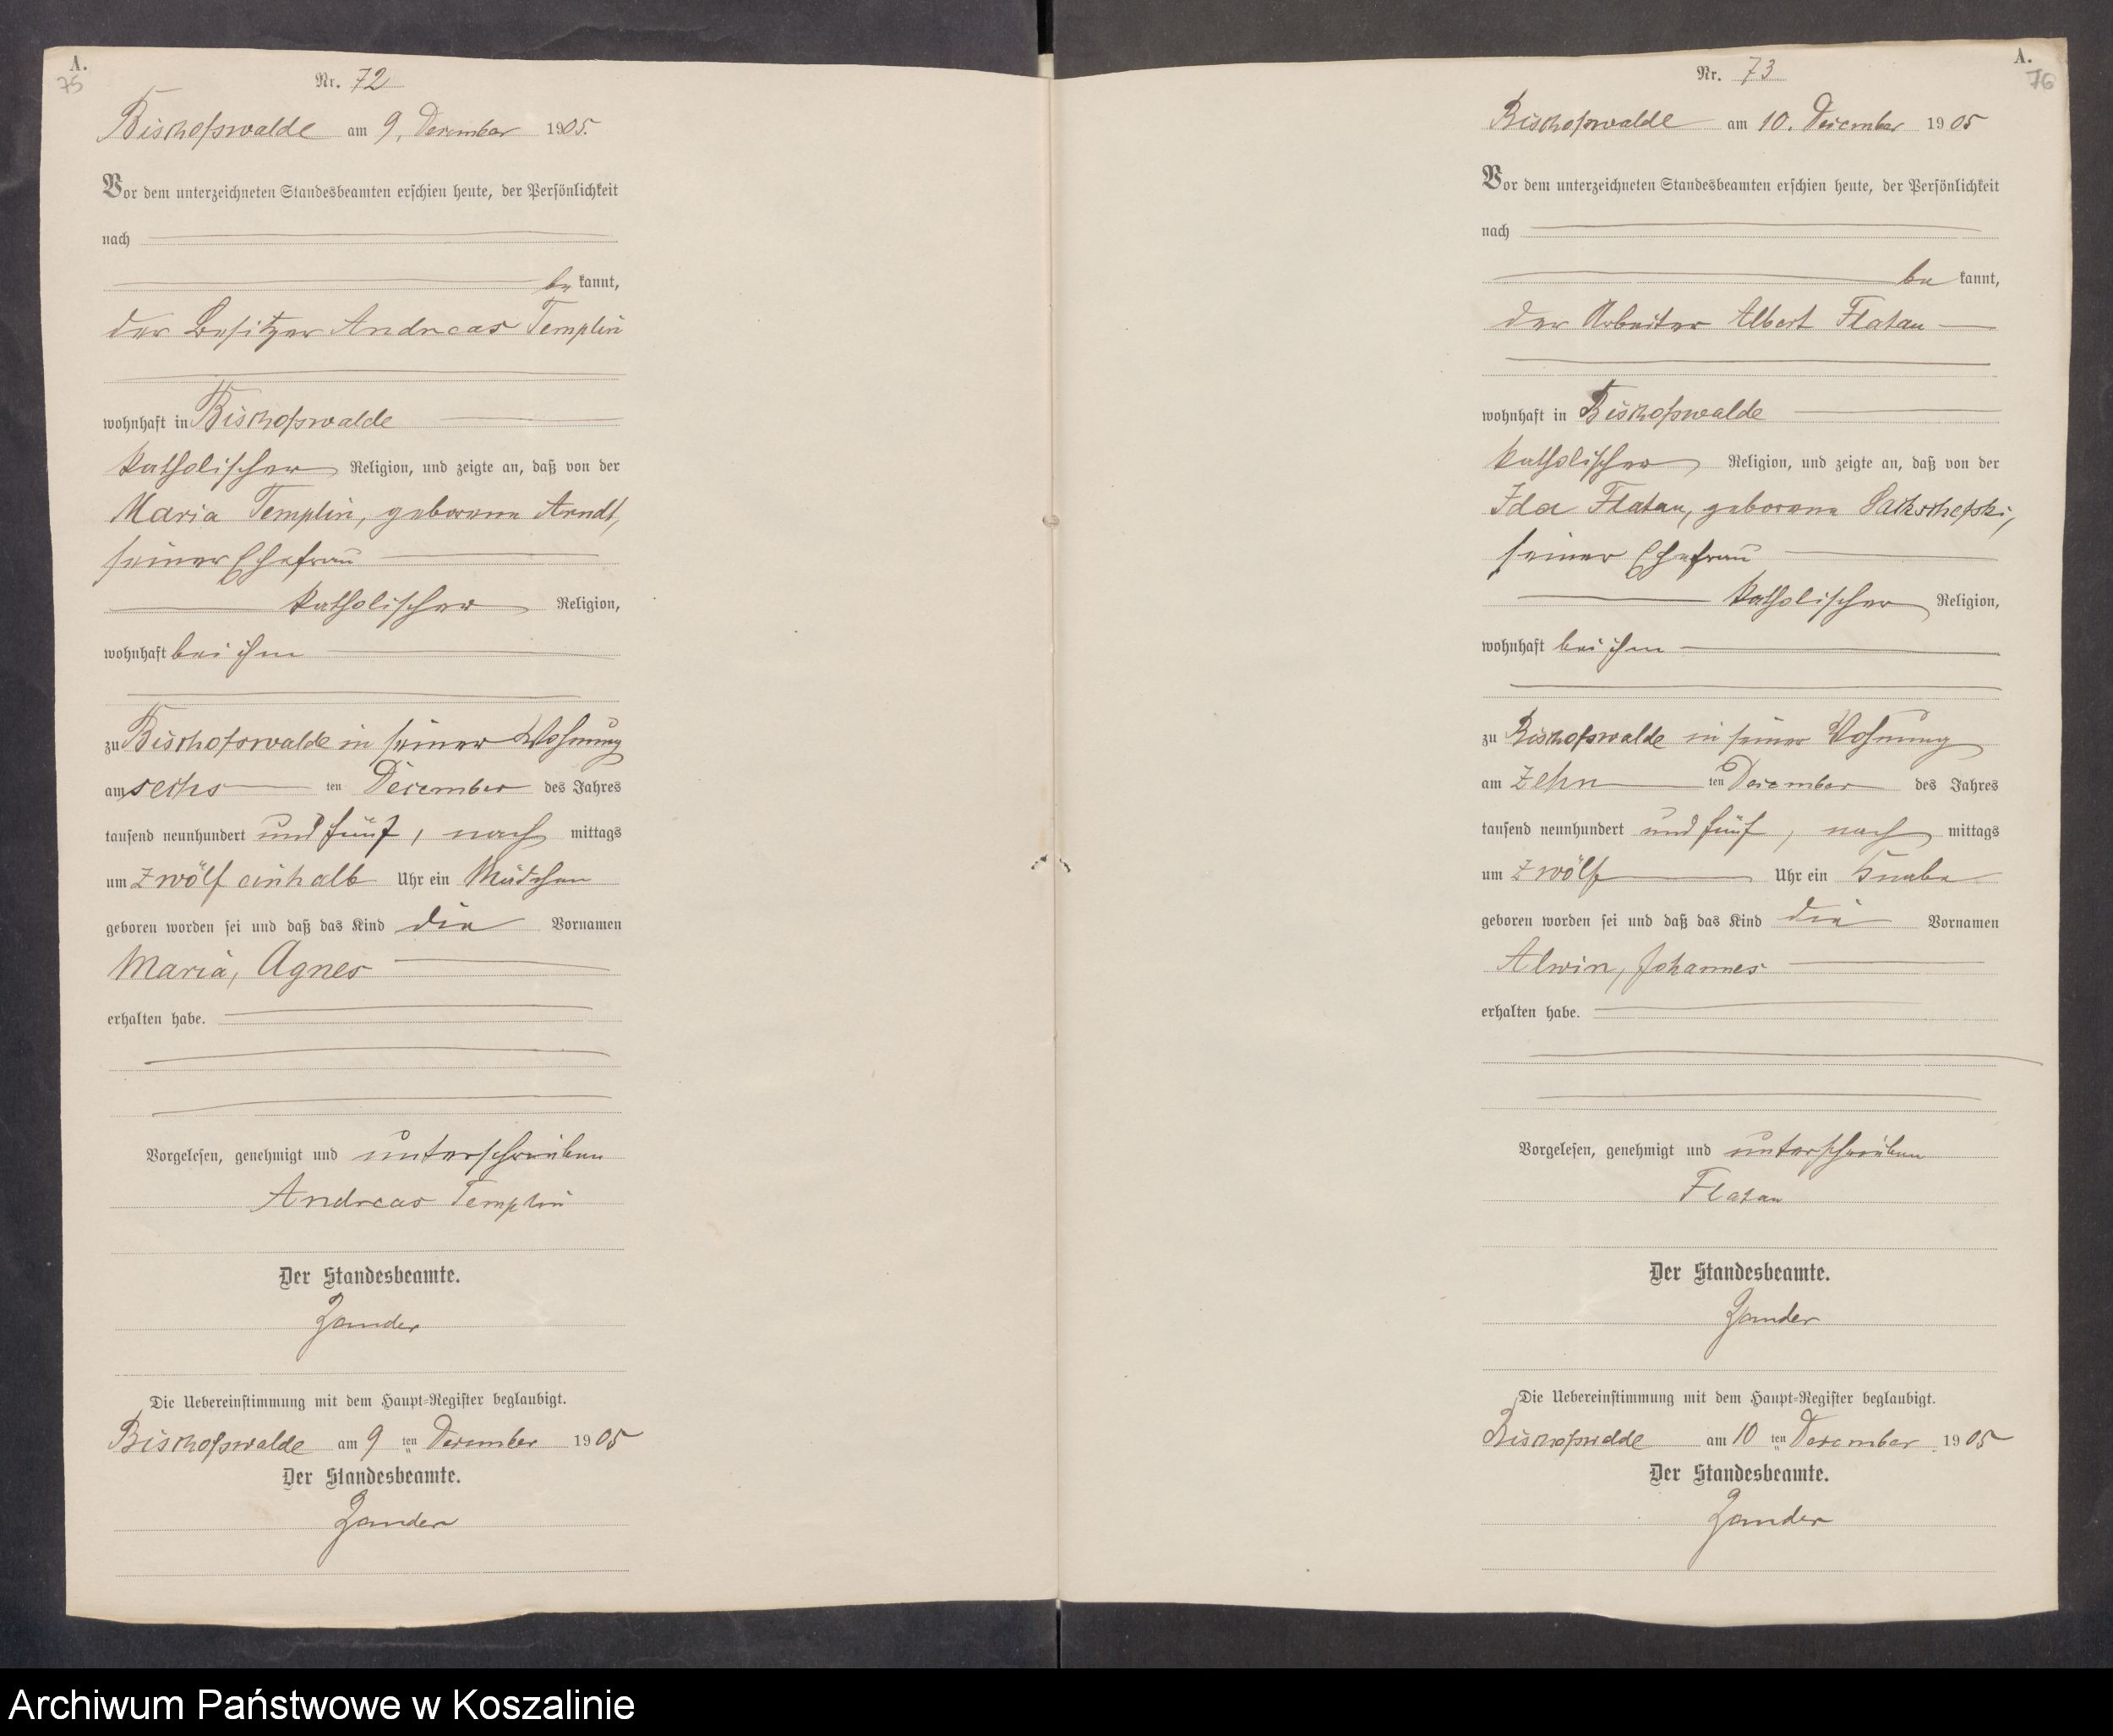 A.
75
Nr. 72
Bischofswalde am 9. Dezember 1905.
Vor dem unterzeichneten Standesbeamten erschien heute, der Persönlichkeit
nach
be kannt,
der Besitzer Andreas Templin
wohnhaft in Bischofswalde
katholischer Religion, und zeigte an, daß von der
Maria Templin, geborene Arndt,
seiner Ehefrau
katholischer Religion,
wohnhaft bei ihm
zu Bischofswalde in seiner Wohnung
am sechs ten Dezember des Jahres
tausend neunhundert und fünf, nach mittags
um zwölf einhalb Uhr ein Mädchen
geboren worden sei und daß das Kind die Vornamen
Maria, Agnes
erhalten habe.
Vorgelesen, genehmigt und unterschrieben
Andreas Templin
Der Standesbeamte.
Zander
Die Uebereinstimmung mit dem Haupt-Register beglaubigt.
Bischofswalde am 9 ten Dezember 1905
Der Standesbeamte.
Zander
A.
76
Nr. 73
Bischofswalde am 10. Dezember 1905
Vor dem unterzeichneten Standesbeamten erschien heute, der Persönlichkeit
nach
be kannt,
der Arbeiter Albert Flatau
wohnhaft in Bischofswalde
katholischer Religion, und zeigte an, daß von der
Ida Flatau, geborene
seiner Ehefrau
katholischer Religion,
wohnhaft bei ihm
zu Bischofswalde in seiner Wohnung
am zehn ten Dezember des Jahres
tausend neunhundert und fünf, nach mittags
um zwölf Uhr ein Knabe
geboren worden sei und daß das Kind die Vornamen
Alwin, Johannes
erhalten habe.
Vorgelesen, genehmigt und unterschrieben
Flatau
Der Standesbeamte.
Zander
Die Uebereinstimmung mit dem Haupt-Register beglaubigt.
Bischofswalde am 10 ten Dezember 1905
Der Standesbeamte.
Zander
Archiwum Państwowe w Koszalinie